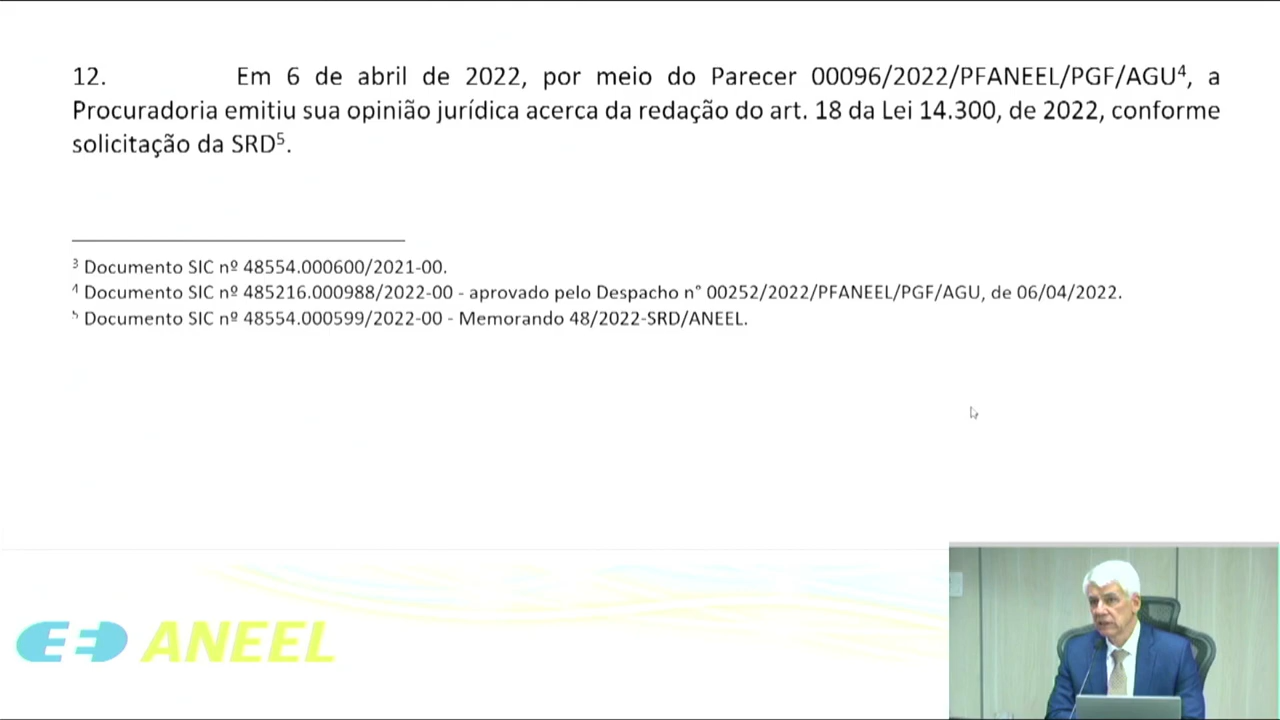 12. Em 6 de abril de 2022, por meio do Parecer 00096/2022/PFANEEL/PGF/AGU⁴, a
Procuradoria emitiu sua opinião jurídica acerca da redação do art. 18 da Lei 14.300, de 2022, conforme
solicitação da SRD⁵.
³ Documento SIC nº 48554.000600/2021-00.
⁴ Documento SIC nº 485216.000988/2022-00 - aprovado pelo Despacho n° 00252/2022/PFANEEL/PGF/AGU, de 06/04/2022.
⁵ Documento SIC nº 48554.000599/2022-00 - Memorando 48/2022-SRD/ANEEL.
ANEEL